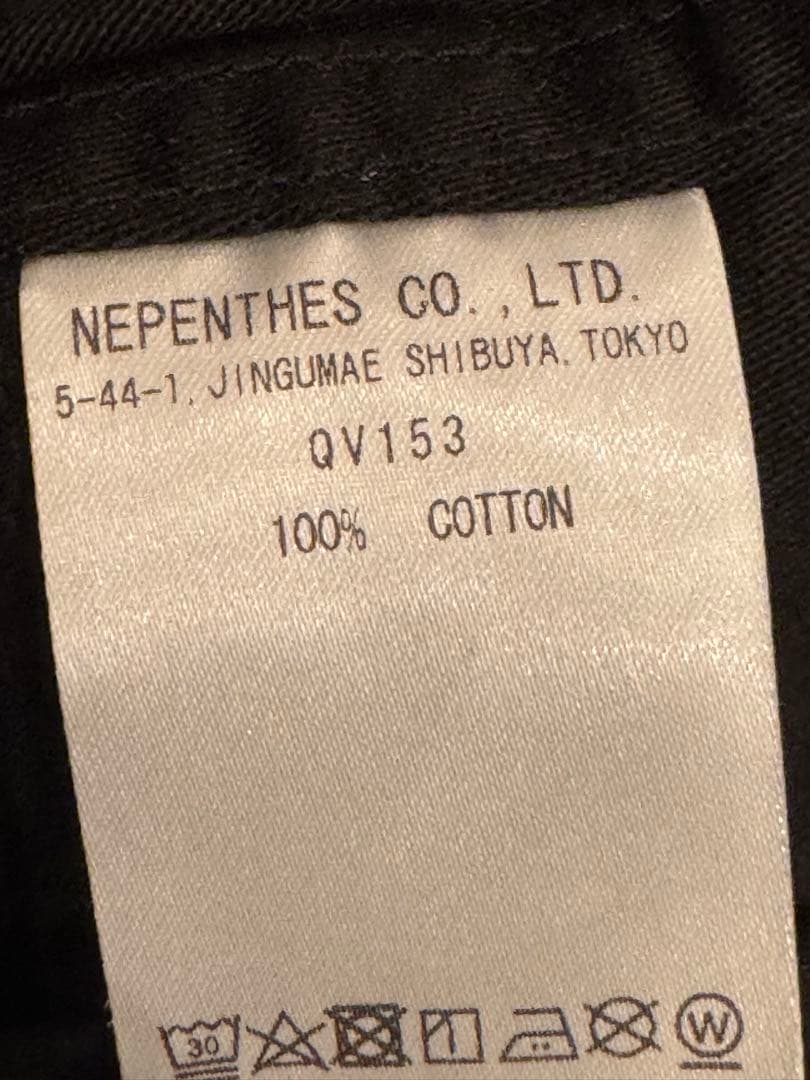 NEPENTHES CO.,LTD.
5-44-1, JINGUMAE SHIBUYA, TOKYO
QV153
100% COTTON
30 W